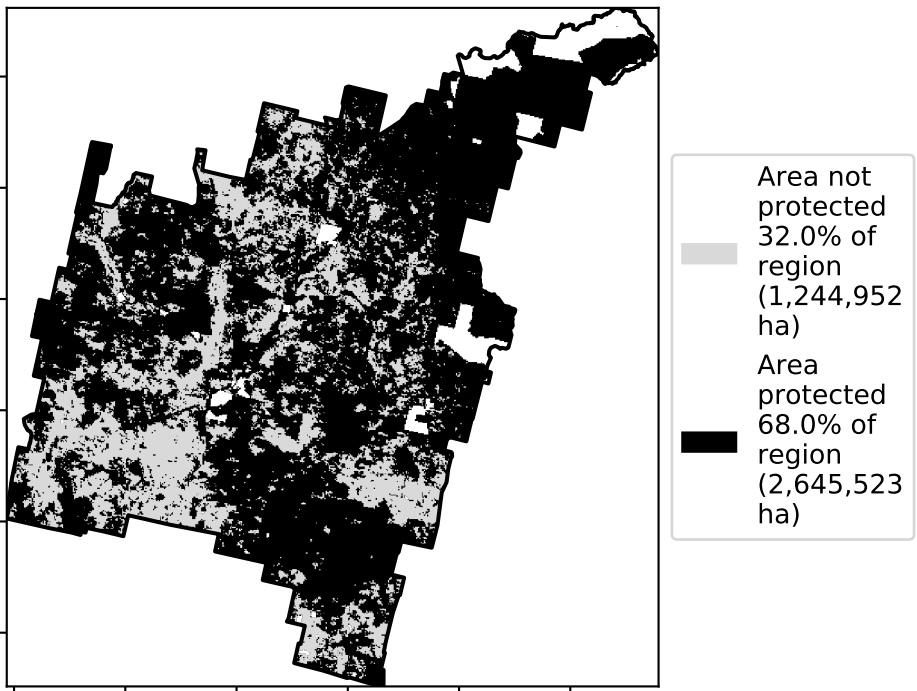 Area not
protected
32.0% of
region
(1,244,952
ha)
Area
protected
68.0% of
region
(2,645,523
ha)